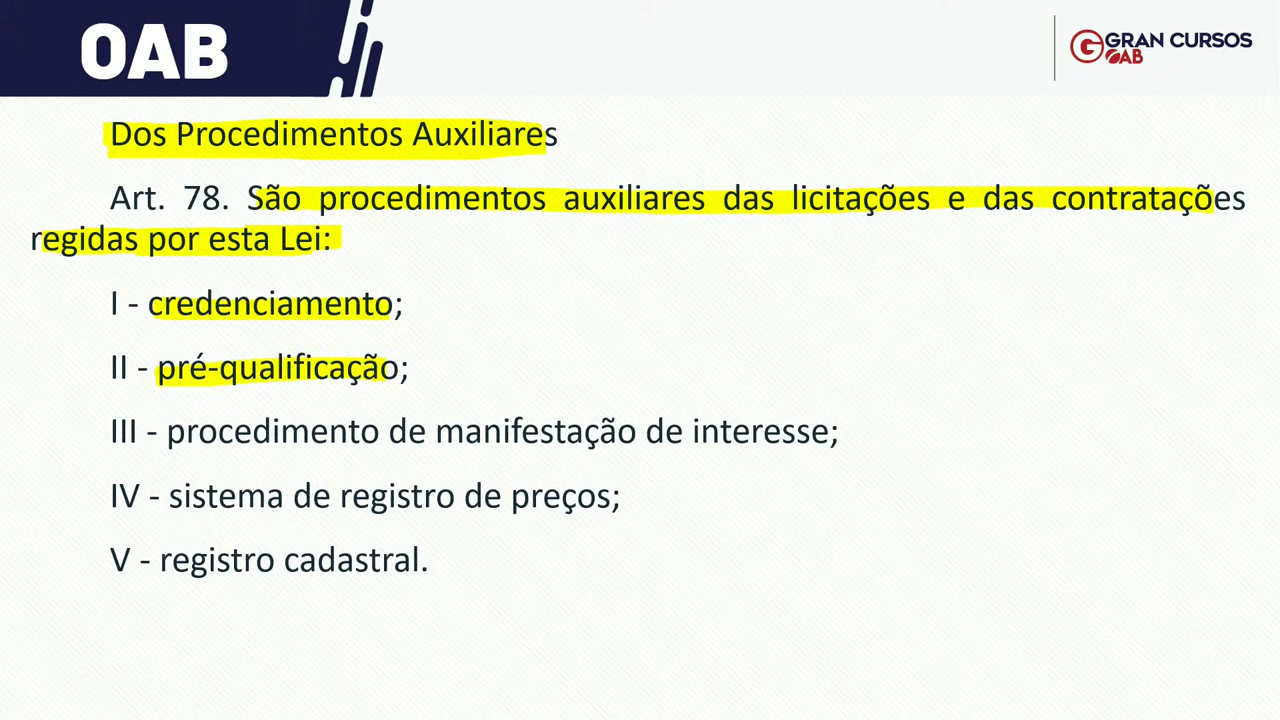 OAB
GRAN CURSOS
OAB
Dos Procedimentos Auxiliares
Art. 78. São procedimentos auxiliares das licitações e das contratações
regidas por esta Lei:
I - credenciamento;
II - pré-qualificação;
III - procedimento de manifestação de interesse;
IV - sistema de registro de preços;
V - registro cadastral.